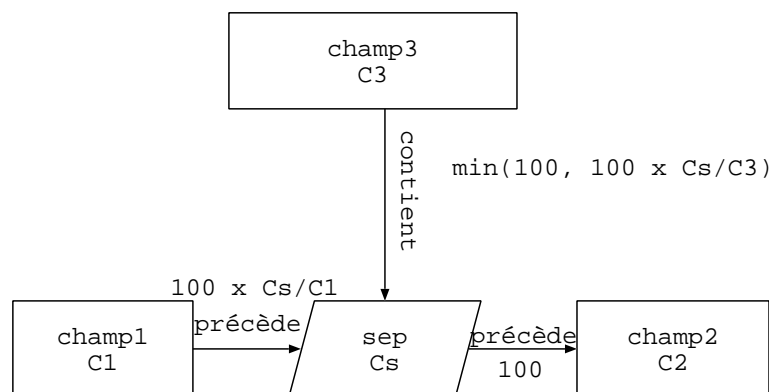 champ3
C3
contient
min(100, 100 x Cs/C3)
100 x Cs/C1
champ1
C1
précède
sep
Cs
précède
100
champ2
C2